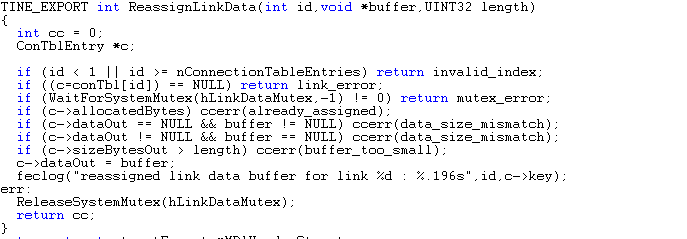 TINE_EXPORT int ReassignLinkData(int id,void *buffer,UINT32 length)
{
int cc = 0;
ConTblEntry *c;
if (id < 1 || id >= nConnectionTableEntries) return invalid_index;
if ((c=conTbl[id]) == NULL) return link_error;
if (WaitForSystemMutex(hLinkDataMutex,-1) != 0) return mutex_error;
if (c->allocatedBytes) ccerr(already_assigned);
if (c->dataOut == NULL && buffer != NULL) ccerr(data_size_mismatch);
if (c->dataOut != NULL && buffer == NULL) ccerr(data_size_mismatch);
if (c->sizeBytesOut > length) ccerr(buffer_too_small);
c->dataOut = buffer;
feclog("reassigned link data buffer for link %d : %.196s",id,c->key);
err:
ReleaseSystemMutex(hLinkDataMutex);
return cc;
}